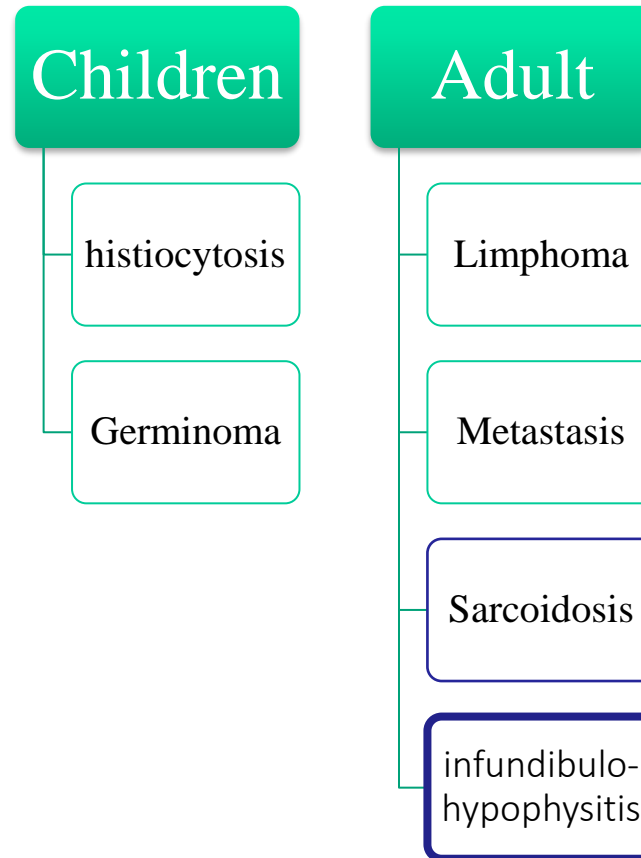 Children
histiocytosis
Germinoma
Adult
Limphoma
Metastasis
Sarcoidosis
infundibulo-
hypophysitis